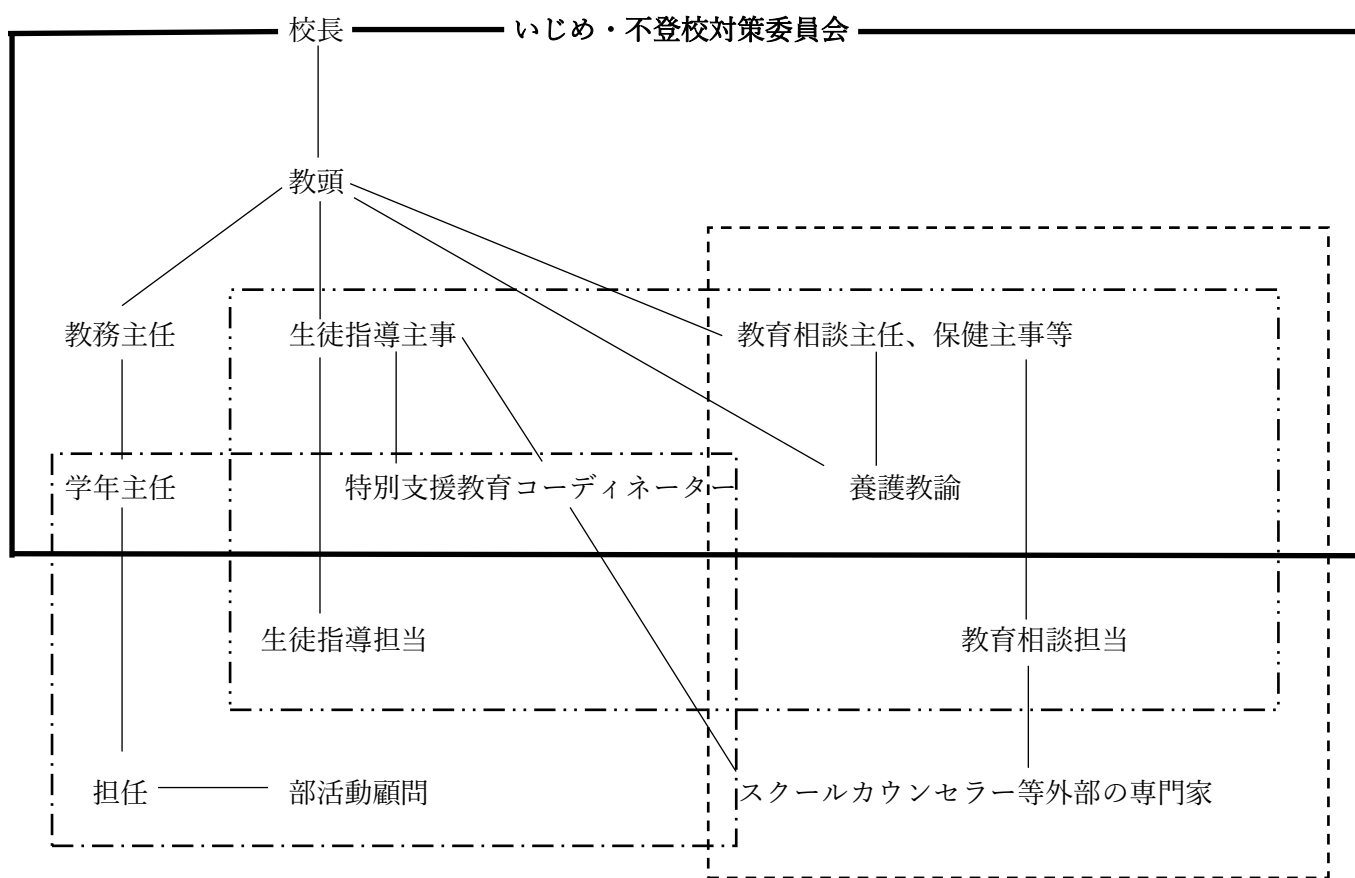 校長
いじめ・不登校対策委員会
教頭
教務主任
生徒指導主事
教育相談主任、保健主事等
学年主任
特別支援教育コーディネーター
養護教諭
生徒指導担当
教育相談担当
担任
部活動顧問
スクールカウンセラー等外部の専門家